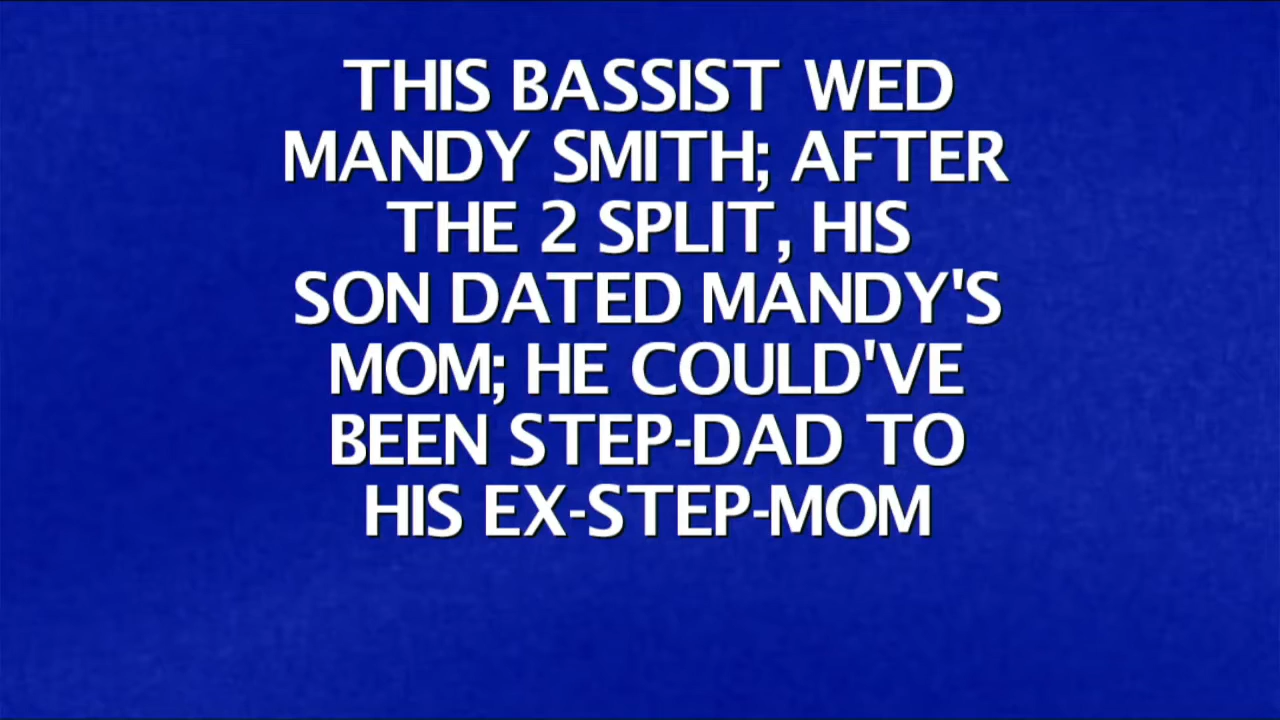 THIS BASSIST WED
MANDY SMITH; AFTER
THE 2 SPLIT, HIS
SON DATED MANDY'S
MOM; HE COULD'VE
BEEN STEP-DAD TO
HIS EX-STEP-MOM